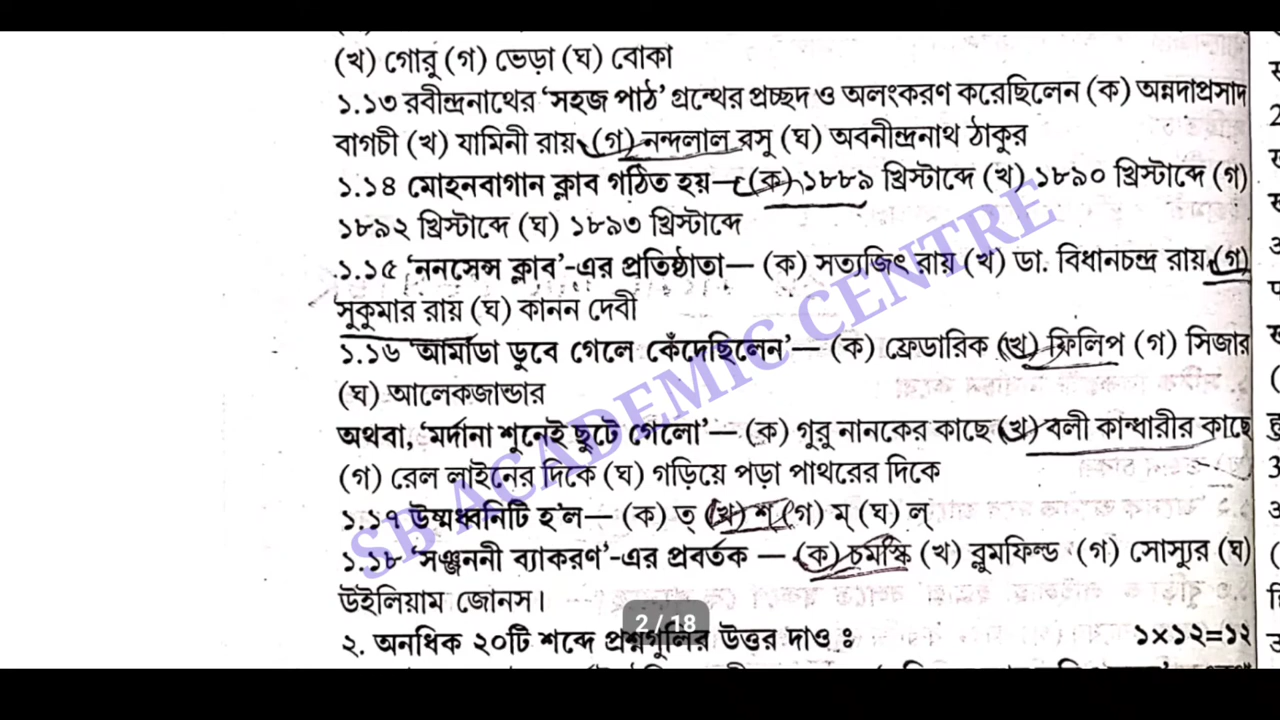 (খ) গোরু (গ) ভেড়া (ঘ) বোকা
১.১৩ রবীন্দ্রনাথের ‘সহজ পাঠ’ গ্রন্থের প্রচ্ছদ ও অলংকরণ করেছিলেন (ক) অন্নদাপ্রসাদ
বাগচী (খ) যামিনী রায় (গ) নন্দলাল রসু (ঘ) অবনীন্দ্রনাথ ঠাকুর
১.১৪ মোহনবাগান ক্লাব গঠিত হয়— (ক) ১৮৮৯ খ্রিস্টাব্দে (খ) ১৮৯০ খ্রিস্টাব্দে (গ)
১৮৯২ খ্রিস্টাব্দে (ঘ) ১৮৯৩ খ্রিস্টাব্দে
১.১৫ ‘ননসেন্স ক্লাব’-এর প্রতিষ্ঠাতা— (ক) সত্যজিৎ রায় (খ) ডা. বিধানচন্দ্র রায় (গ)
সুকুমার রায় (ঘ) কানন দেবী
১.১৬ ‘আর্মাডা ডুবে গেলে কেঁদেছিলেন’— (ক) ফ্রেডারিক (খ) ফিলিপ (গ) সিজার
(ঘ) আলেকজান্ডার
অথবা, ‘মর্দানা শুনেই ছুটে গেলো’— (ক) গুরু নানকের কাছে (খ) বলী কান্ধারীর কাছে
(গ) রেল লাইনের দিকে (ঘ) গড়িয়ে পড়া পাথরের দিকে
১.১৭ উষ্মধ্বনিটি হ’ল— (ক) ত্ (খ) শ্ (গ) ম্ (ঘ) ল্
১.১৮ ‘সঞ্জননী ব্যাকরণ’-এর প্রবর্তক — (ক) চমস্কি (খ) ব্লুমফিল্ড (গ) সোস্যুর (ঘ)
উইলিয়াম জোনস।
২. অনধিক ২০টি শব্দে প্রশ্নগুলির উত্তর দাও ঃ ১×১২=১২
2 / 18
SB ACADEMIC CENTRE